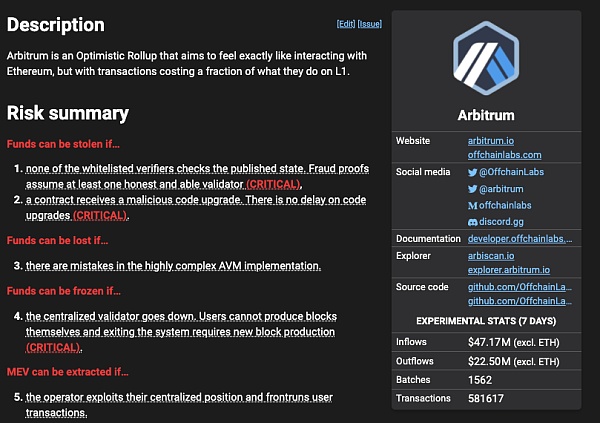 Description
[Edit] [Issue]
Arbitrum is an Optimistic Rollup that aims to feel exactly like interacting with
Ethereum, but with transactions costing a fraction of what they do on L1.
Risk summary
Funds can be stolen if…
1. none of the whitelisted verifiers checks the published state. Fraud proofs
assume at least one honest and able validator (CRITICAL),
2. a contract receives a malicious code upgrade. There is no delay on code
upgrades (CRITICAL).
Funds can be lost if…
3. there are mistakes in the highly complex AVM implementation.
Funds can be frozen if…
4. the centralized validator goes down. Users cannot produce blocks
themselves and exiting the system requires new block production
(CRITICAL).
MEV can be extracted if…
5. the operator exploits their centralized position and frontruns user
transactions.
Arbitrum
Website arbitrum.io
offchainlabs.com
Social media @OffchainLabs
@arbitrum
offchainlabs
discord.gg
Documentation developer.offchainlabs.…
Explorer arbiscan.io
explorer.arbitrum.io
Source code github.com/OffchainLa…
github.com/OffchainLa…
EXPERIMENTAL STATS (7 DAYS)
Inflows $47.17M (excl. ETH)
Outflows $22.50M (excl. ETH)
Batches 1562
Transactions 581617